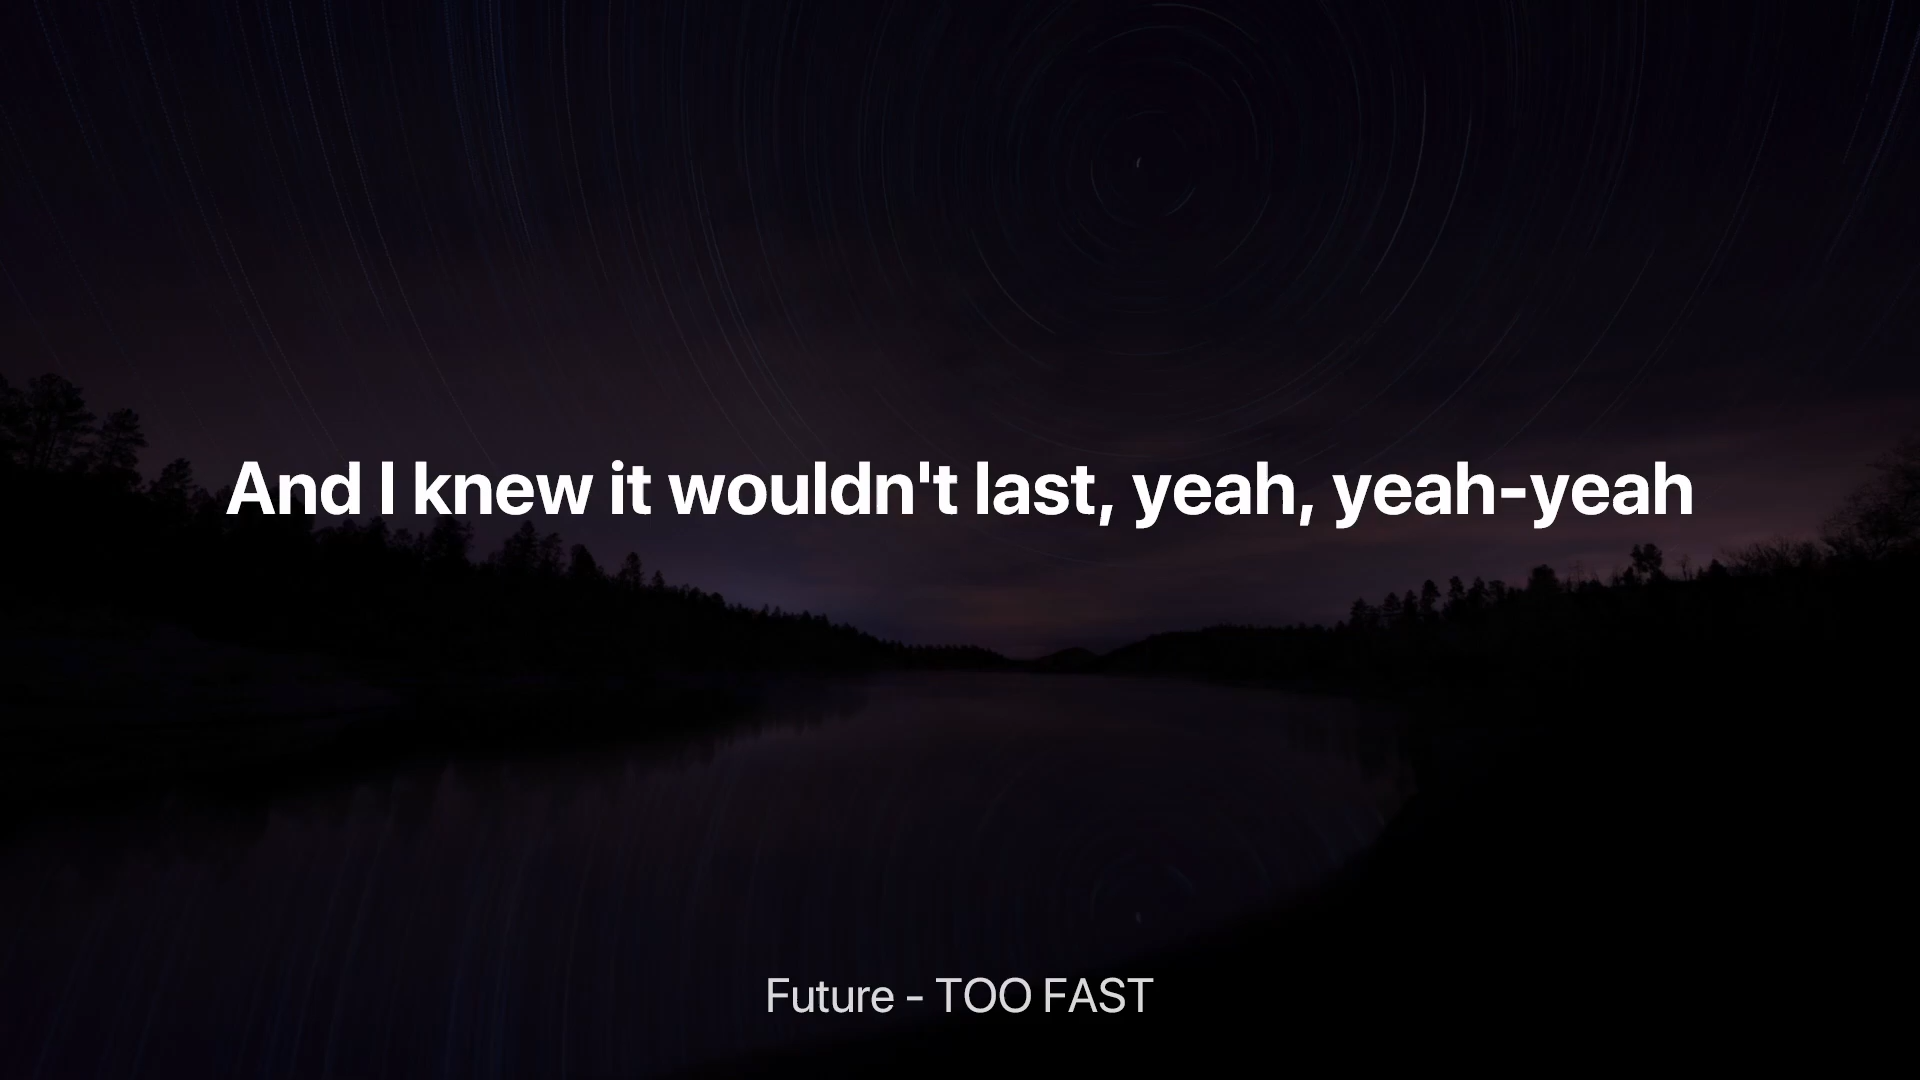 And I knew it wouldn't last, yeah, yeah-yeah
Future - TOO FAST